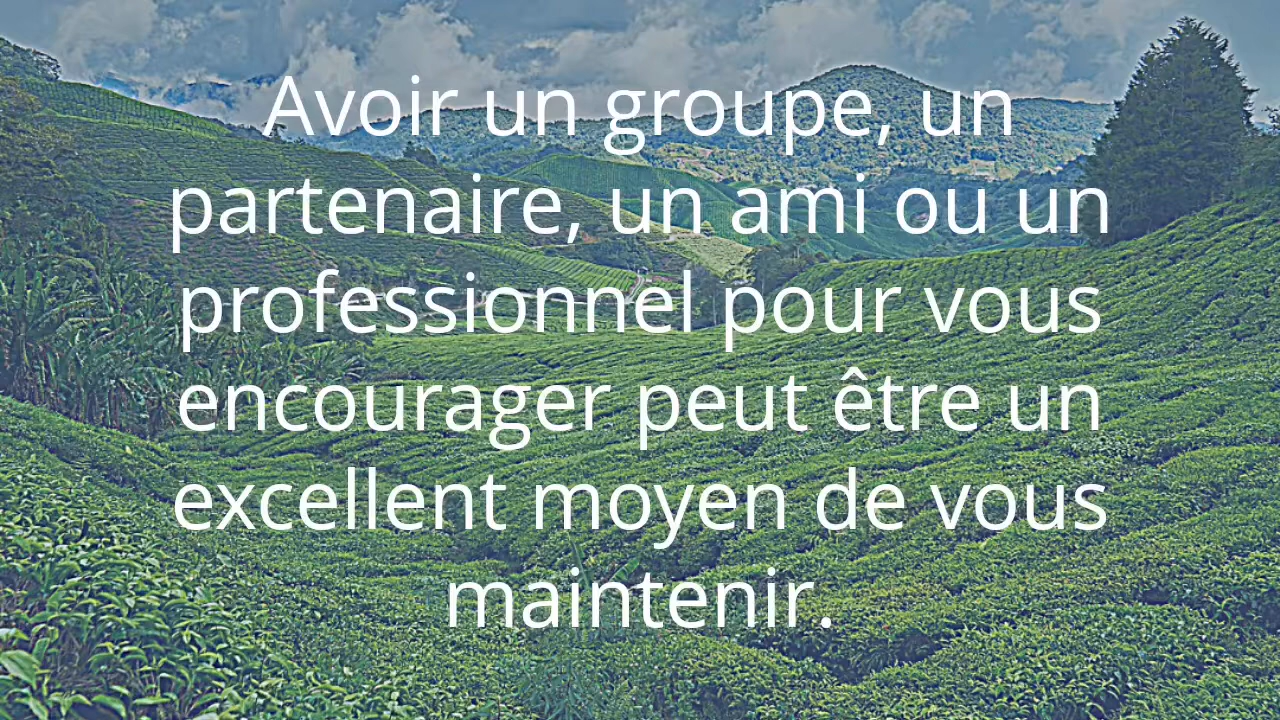 Avoir un groupe, un
partenaire, un ami ou un
professionnel pour vous
encourager peut être un
excellent moyen de vous
maintenir.